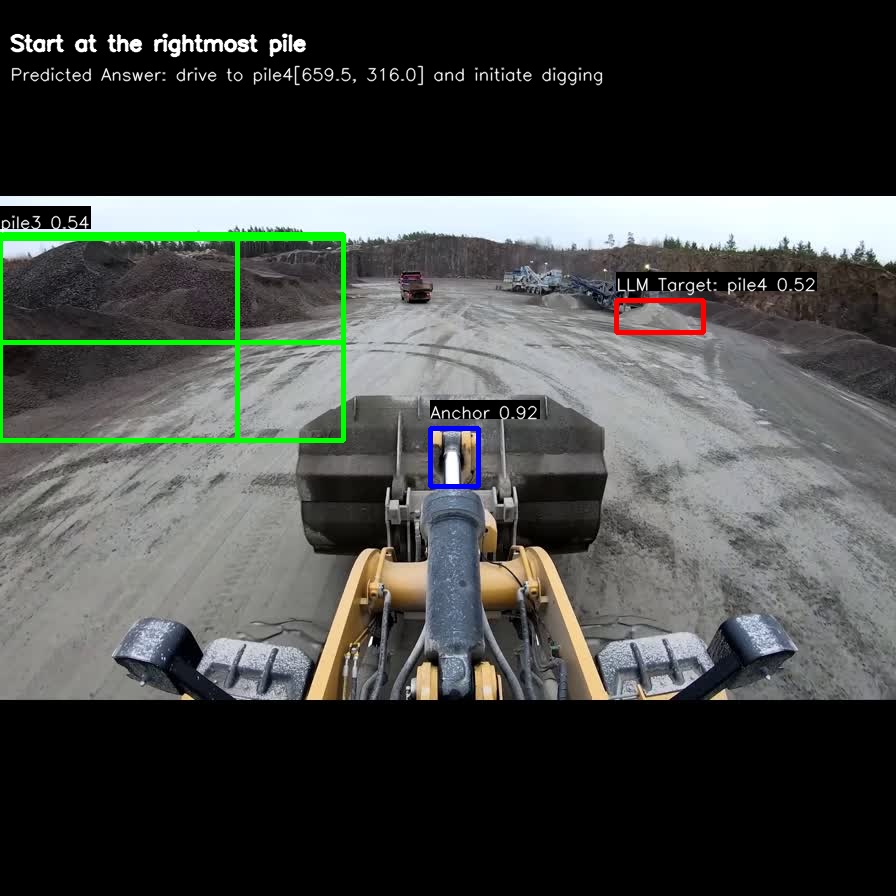 Start at the rightmost pile
Predicted Answer: drive to pile4[659.5, 316.0] and initiate digging
pile3 0.54
LLM Target: pile4 0.52
Anchor 0.92